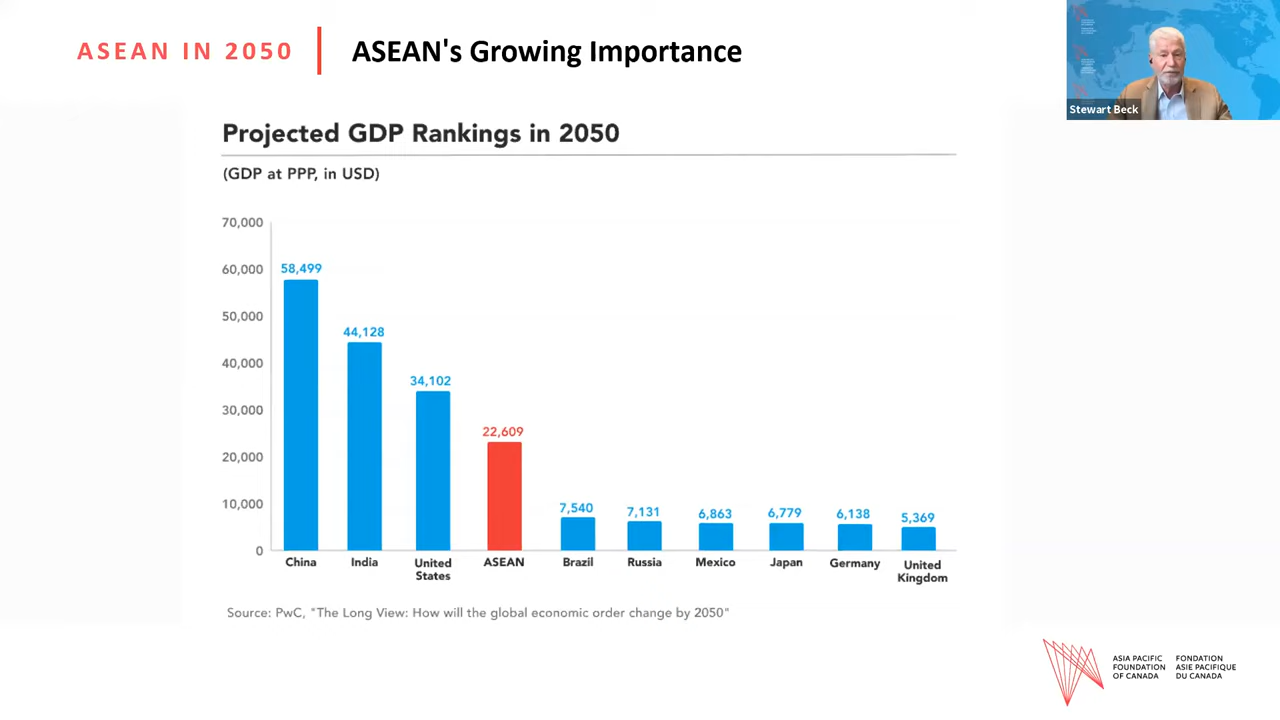 ASEAN IN 2050
ASEAN's Growing Importance
Stewart Beck
Projected GDP Rankings in 2050
(GDP at PPP, in USD)
70,000
60,000
50,000
40,000
30,000
20,000
10,000
0
58,499
44,128
34,102
22,609
7,540
7,131
6,863
6,779
6,138
5,369
China
India
United
States
ASEAN
Brazil
Russia
Mexico
Japan
Germany
United
Kingdom
Source: PwC, "The Long View: How will the global economic order change by 2050"
ASIA PACIFIC
FOUNDATION
OF CANADA
FONDATION
ASIE PACIFIQUE
DU CANADA